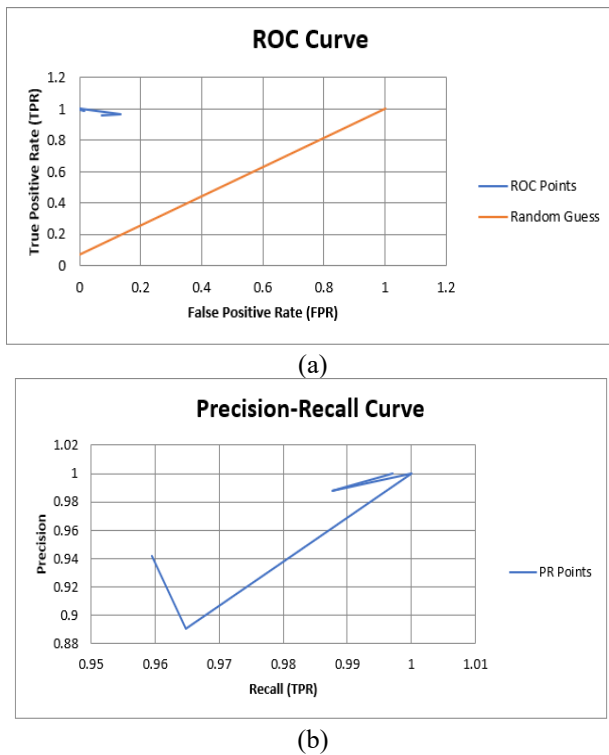 ROC Curve
True Positive Rate (TPR)
1.2
1
0.8
0.6
0.4
0.2
0
0 0.2 0.4 0.6 0.8 1 1.2
False Positive Rate (FPR)
ROC Points
Random Guess
(a)
Precision-Recall Curve
Precision
1.02
1
0.98
0.96
0.94
0.92
0.9
0.88
0.95 0.96 0.97 0.98 0.99 1 1.01
Recall (TPR)
PR Points
(b)